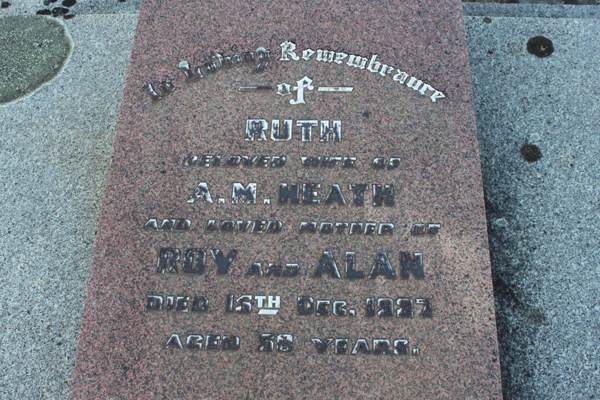 In Loving Remembrance
of
RUTH
BELOVED WIFE OF
A.M. HEATH
AND LOVED MOTHER OF
ROY AND ALAN
DIED DEC.
AGED YEARS.